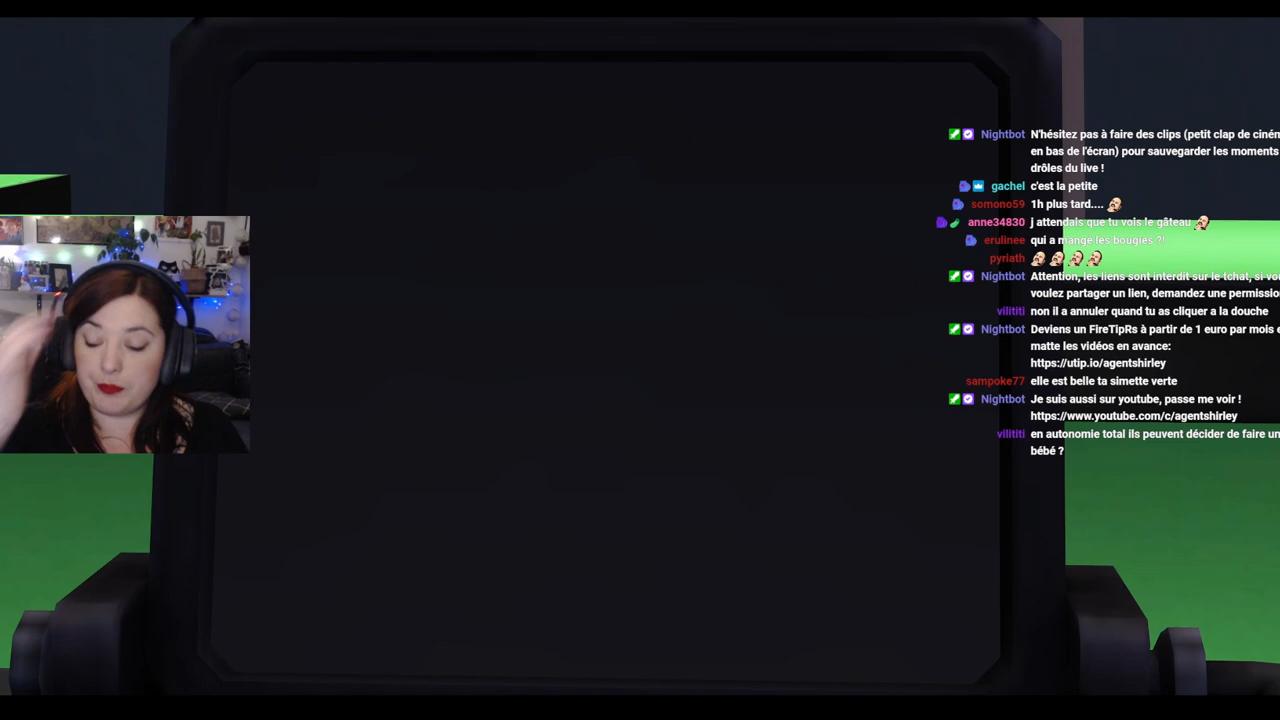 Nightbot N'hésitez pas à faire des clips (petit clap de ciném
en bas de l'écran) pour sauvegarder les moments
drôles du live !
gachel c'est la petite
somono59 1h plus tard....
anne34830 j attendais que tu vois le gâteau
erulinee qui a mangé les bougies ?!
pyriath
Nightbot Attention, les liens sont interdit sur le tchat, si vou
voulez partager un lien, demandez une permission
vilititi non il a annuler quand tu as cliquer a la douche
Nightbot Deviens un FireTipRs à partir de 1 euro par mois e
matte les vidéos en avance:
https://utip.io/agentshirley
sampoke77 elle est belle ta simette verte
Nightbot Je suis aussi sur youtube, passe me voir !
https://www.youtube.com/c/agentshirley
vilititi en autonomie total ils peuvent décider de faire un
bébé ?